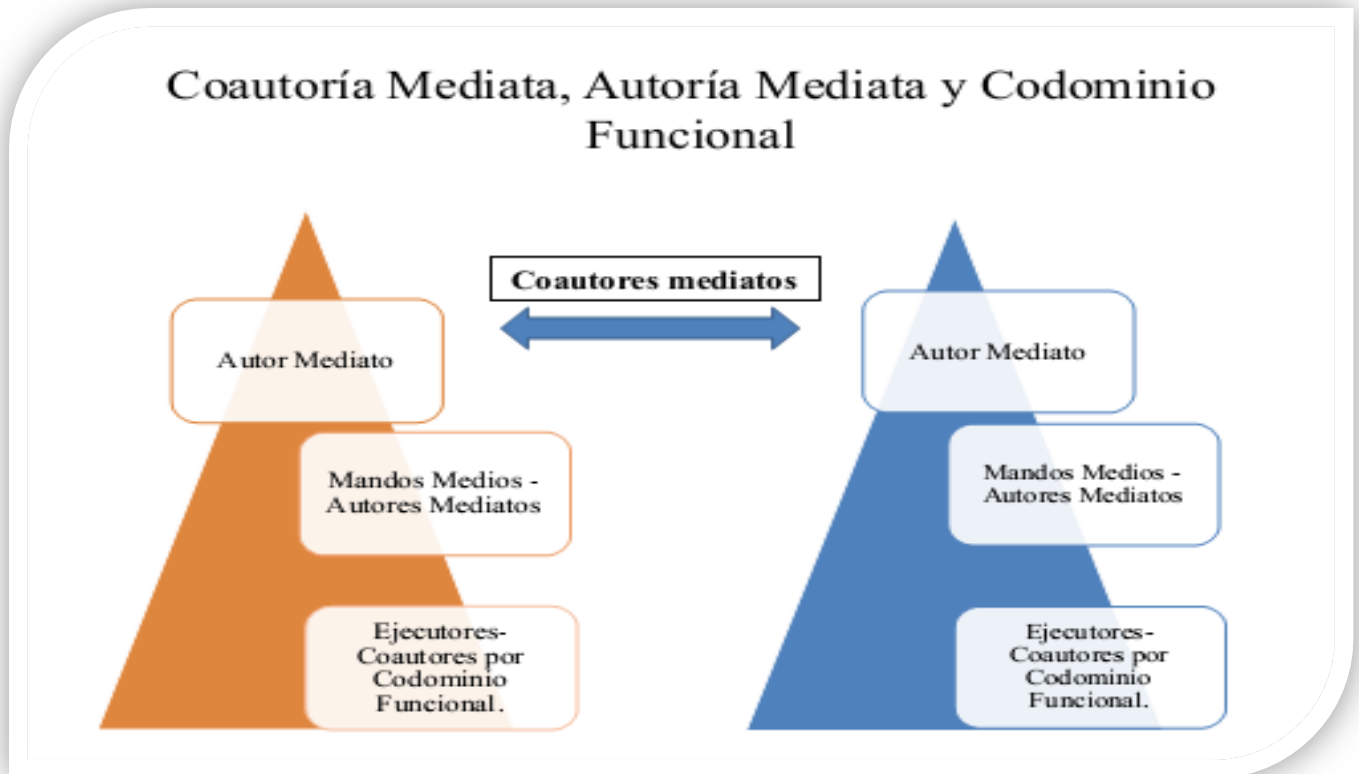 Coautoría Mediata, Autoría Mediata y Codominio
Funcional
Coautores mediatos
Autor Mediato
Mandos Medios -
Autores Mediatos
Ejecutores-
Coautores por
Codominio
Funcional.
Autor Mediato
Mandos Medios -
Autores Mediatos
Ejecutores-
Coautores por
Codominio
Funcional.